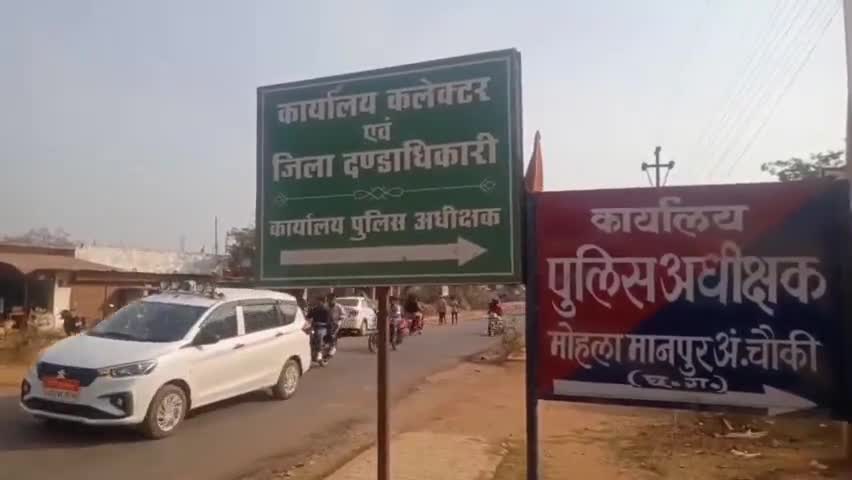 कार्यालय कलेक्टर
एवं
जिला दण्डाधिकारी
कार्यालय पुलिस अधीक्षक
कार्यालय
पुलिस अधीक्षक
मोहला मानपुर अं.चौकी
(छ.ग.)